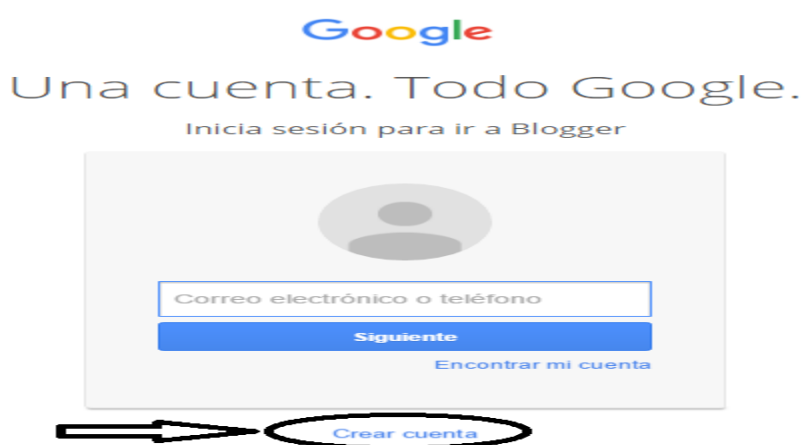 Google
Una cuenta. Todo Google.
Inicia sesión para ir a Blogger
Correo electrónico o teléfono
Siguiente
Encontrar mi cuenta
Crear cuenta